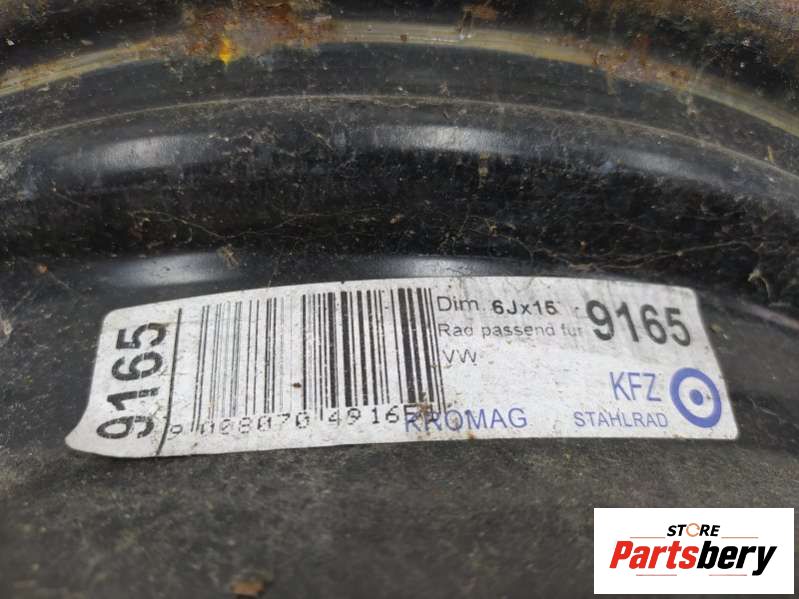 9165
9 008070 49165
Dim. 6Jx15
Rad passend für
VW
9165
KROMAG
KFZ
STAHLRAD
STORE
Partsbery